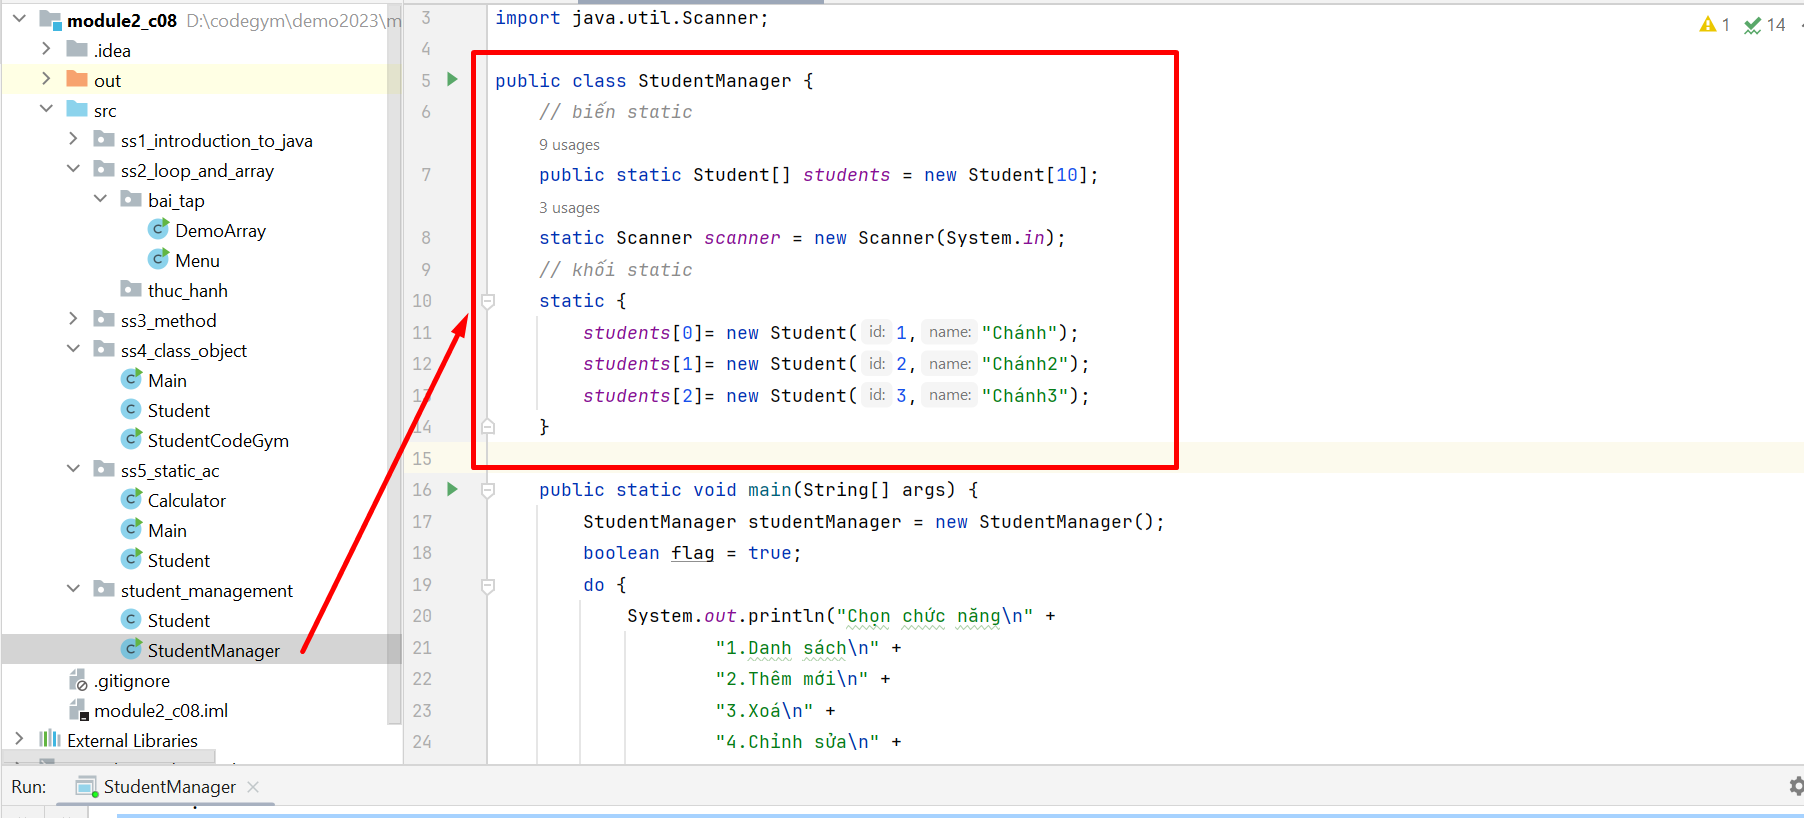 module2_c08 D:\codegym\demo2023\m
.idea
out
src
ss1_introduction_to_java
ss2_loop_and_array
bai_tap
DemoArray
Menu
thuc_hanh
ss3_method
ss4_class_object
Main
Student
StudentCodeGym
ss5_static_ac
Calculator
Main
Student
student_management
Student
StudentManager
.gitignore
module2_c08.iml
External Libraries
1 14
3 import java.util.Scanner;
4
5 public class StudentManager {
6 // biến static
9 usages
7 public static Student[] students = new Student[10];
3 usages
8 static Scanner scanner = new Scanner(System.in);
9 // khối static
10 static {
11 students[0]= new Student( id: 1, name: "Chánh");
12 students[1]= new Student( id: 2, name: "Chánh2");
13 students[2]= new Student( id: 3, name: "Chánh3");
14 }
15
16 public static void main(String[] args) {
17 StudentManager studentManager = new StudentManager();
18 boolean flag = true;
19 do {
20 System.out.println("Chọn chức năng\n" +
21 "1.Danh sách\n" +
22 "2.Thêm mới\n" +
23 "3.Xoá\n" +
24 "4.Chỉnh sửa\n" +
Run: StudentManager